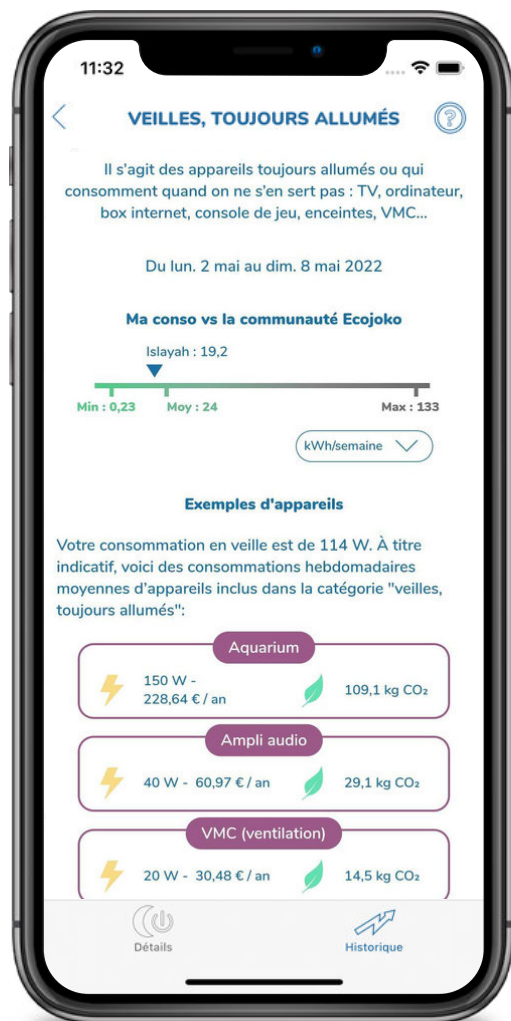 11:32
VEILLES, TOUJOURS ALLUMÉS
?
Il s'agit des appareils toujours allumés ou qui
consomment quand on ne s'en sert pas : TV, ordinateur,
box internet, console de jeu, enceintes, VMC...
Du lun. 2 mai au dim. 8 mai 2022
Ma conso vs la communauté Ecojoko
Islayah : 19,2
Min : 0,23 Moy : 24 Max : 133
kWh/semaine
Exemples d'appareils
Votre consommation en veille est de 114 W. À titre
indicatif, voici des consommations hebdomadaires
moyennes d'appareils inclus dans la catégorie "veilles,
toujours allumés":
Aquarium
150 W -
228,64 € / an
109,1 kg CO₂
Ampli audio
40 W - 60,97 € / an 29,1 kg CO₂
VMC (ventilation)
20 W - 30,48 € / an 14,5 kg CO₂
Détails Historique